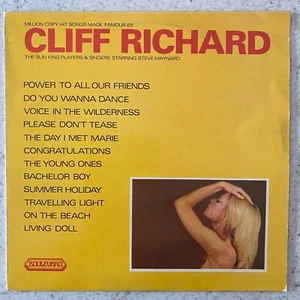 MILLION COPY HIT SONGS MADE FAMOUS BY
CLIFF RICHARD
THE SUN KING PLAYERS & SINGERS STARRING STEVE MAYNARD
POWER TO ALL OUR FRIENDS
DO YOU WANNA DANCE
VOICE IN THE WILDERNESS
PLEASE DON'T TEASE
THE DAY I MET MARIE
CONGRATULATIONS
THE YOUNG ONES
BACHELOR BOY
SUMMER HOLIDAY
TRAVELLING LIGHT
ON THE BEACH
LIVING DOLL
BOULEVARD